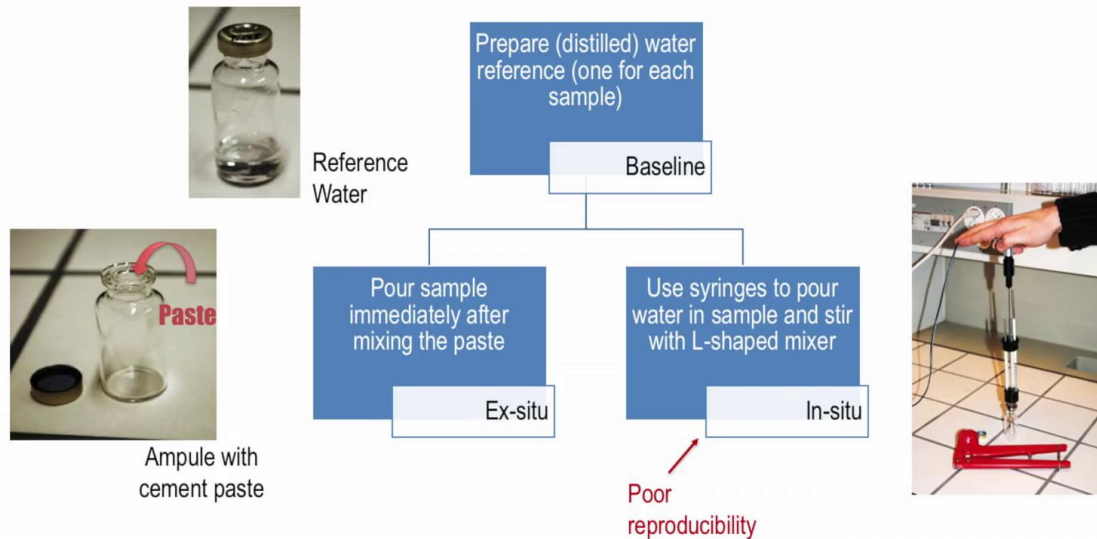 Prepare (distilled) water
reference (one for each
sample)
Baseline
Reference
Water
Paste
Ampule with
cement paste
Pour sample
immediately after
mixing the paste
Ex-situ
Use syringes to pour
water in sample and stir
with L-shaped mixer
In-situ
Poor
reproducibility